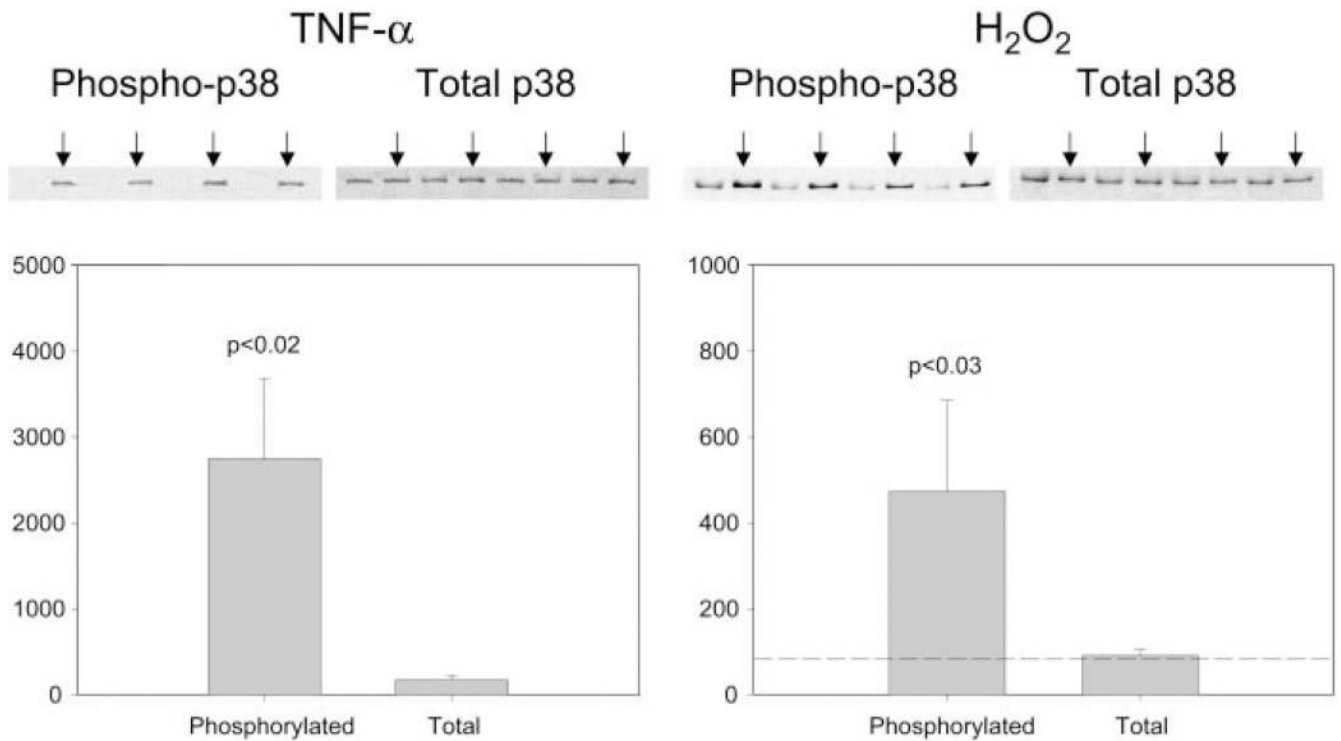 TNF-α
Phospho-p38 Total p38
5000
4000
3000
2000
1000
0
p<0.02
Phosphorylated Total
H₂O₂
Phospho-p38 Total p38
1000
800
600
400
200
0
p<0.03
Phosphorylated Total